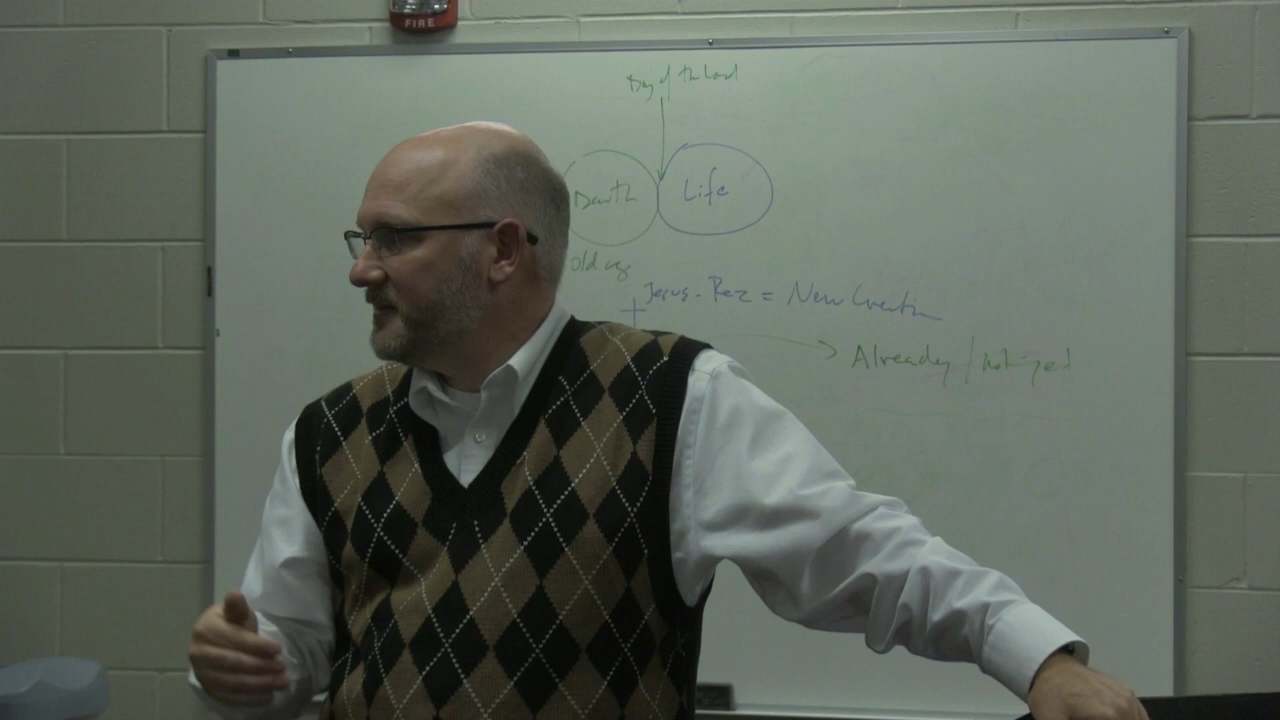 FIRE
Day of the Lord
Death Life
old age
Jesus - Rez = New Creation
Already / not yet